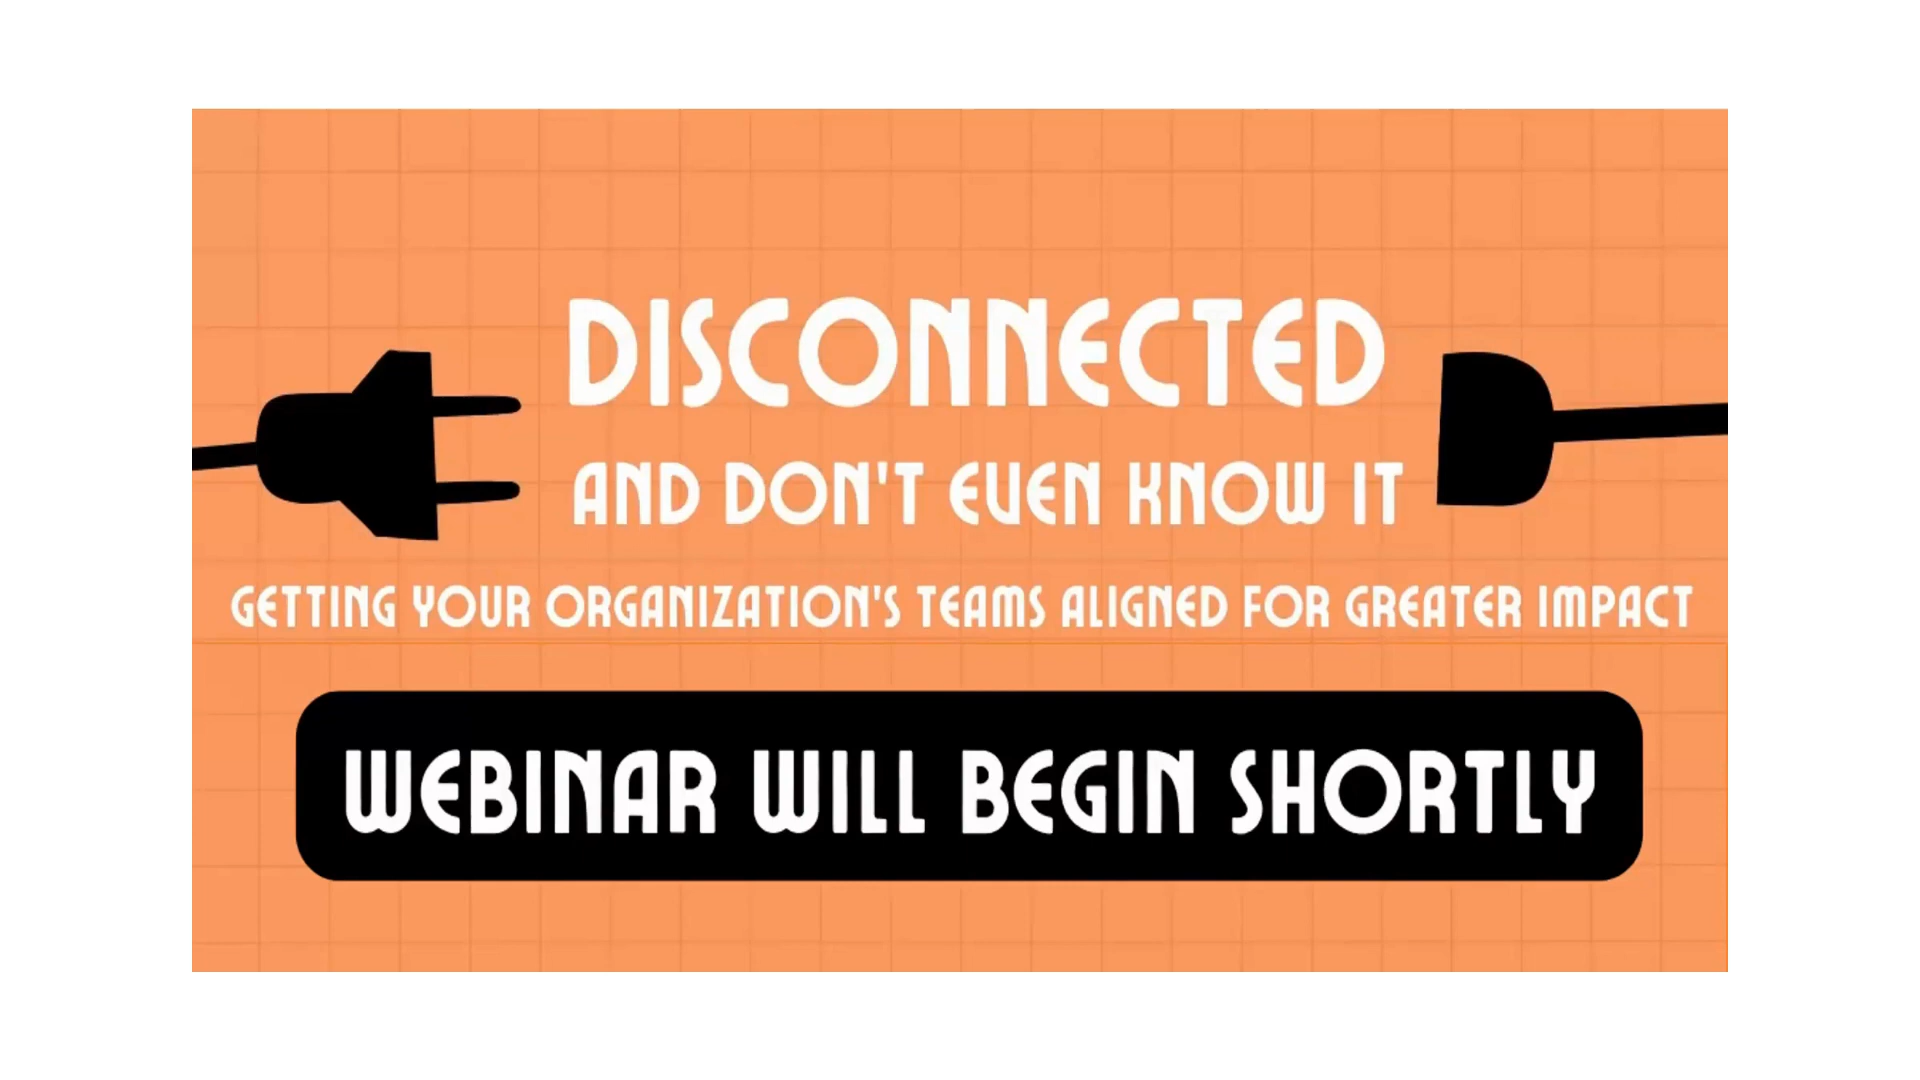 DISCONNECTED
AND DON'T EVEN KNOW IT
GETTING YOUR ORGANIZATION'S TEAMS ALIGNED FOR GREATER IMPACT
WEBINAR WILL BEGIN SHORTLY